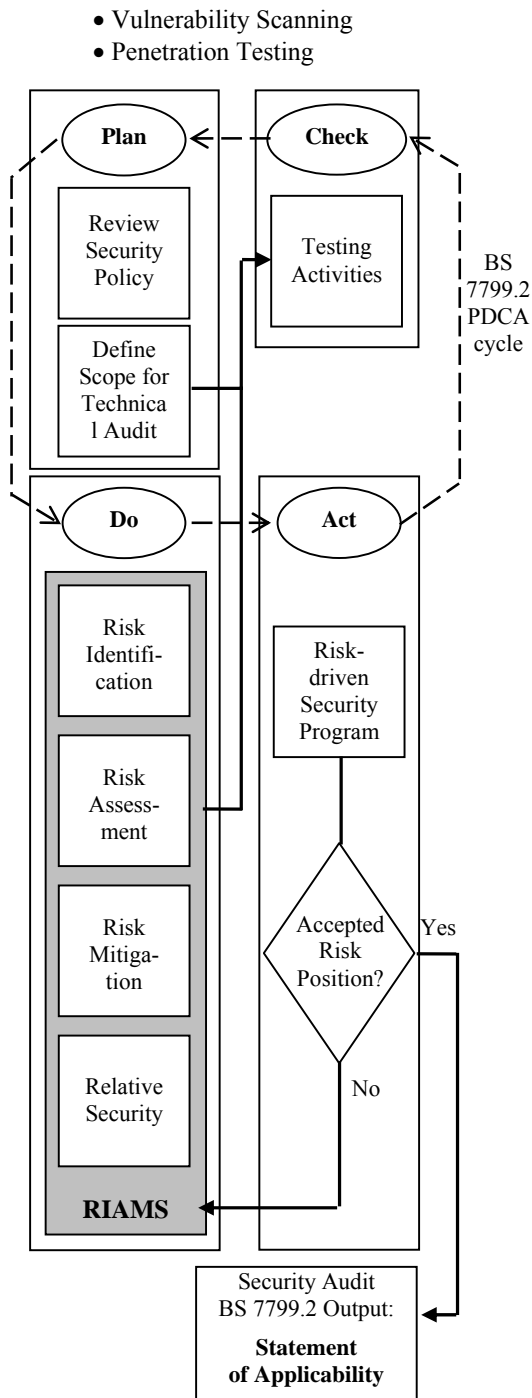 • Vulnerability Scanning
• Penetration Testing
Plan
Check
Review
Security
Policy
Testing
Activities
BS
7799.2
PDCA
cycle
Define
Scope for
Technica
l Audit
Do
Act
Risk
Identifi-
cation
Risk-
driven
Security
Program
Risk
Assess-
ment
Risk
Mitiga-
tion
Accepted
Risk
Position?
Yes
No
Relative
Security
RIAMS
Security Audit
BS 7799.2 Output:
Statement
of Applicability